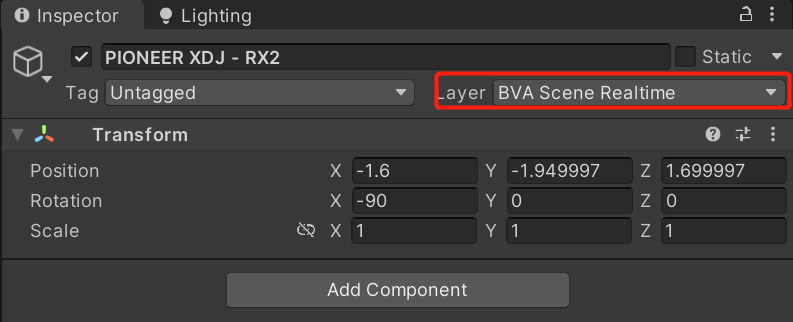 Inspector Lighting
PIONEER XDJ - RX2 Static
Tag Untagged Layer BVA Scene Realtime
Transform
Position X -1.6 Y -1.949997 Z 1.699997
Rotation X -90 Y 0 Z 0
Scale X 1 Y 1 Z 1
Add Component